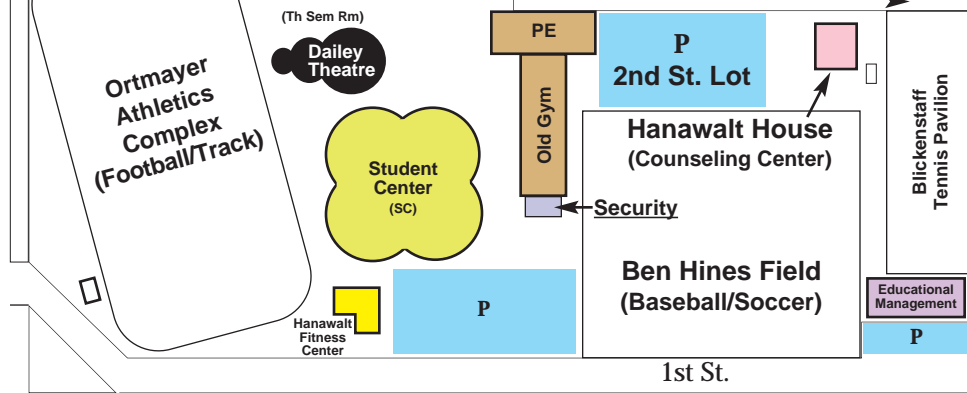 (Th Sem Rm)
Dailey
Theatre
PE
P
2nd St. Lot
Ortmayer
Athletics
Complex
(Football/Track)
Old Gym
Hanawalt House
(Counseling Center)
Blickenstaff
Tennis Pavilion
Student
Center
(SC)
Security
Ben Hines Field
(Baseball/Soccer)
Educational
Management
P
P
Hanawalt
Fitness
Center
1st St.